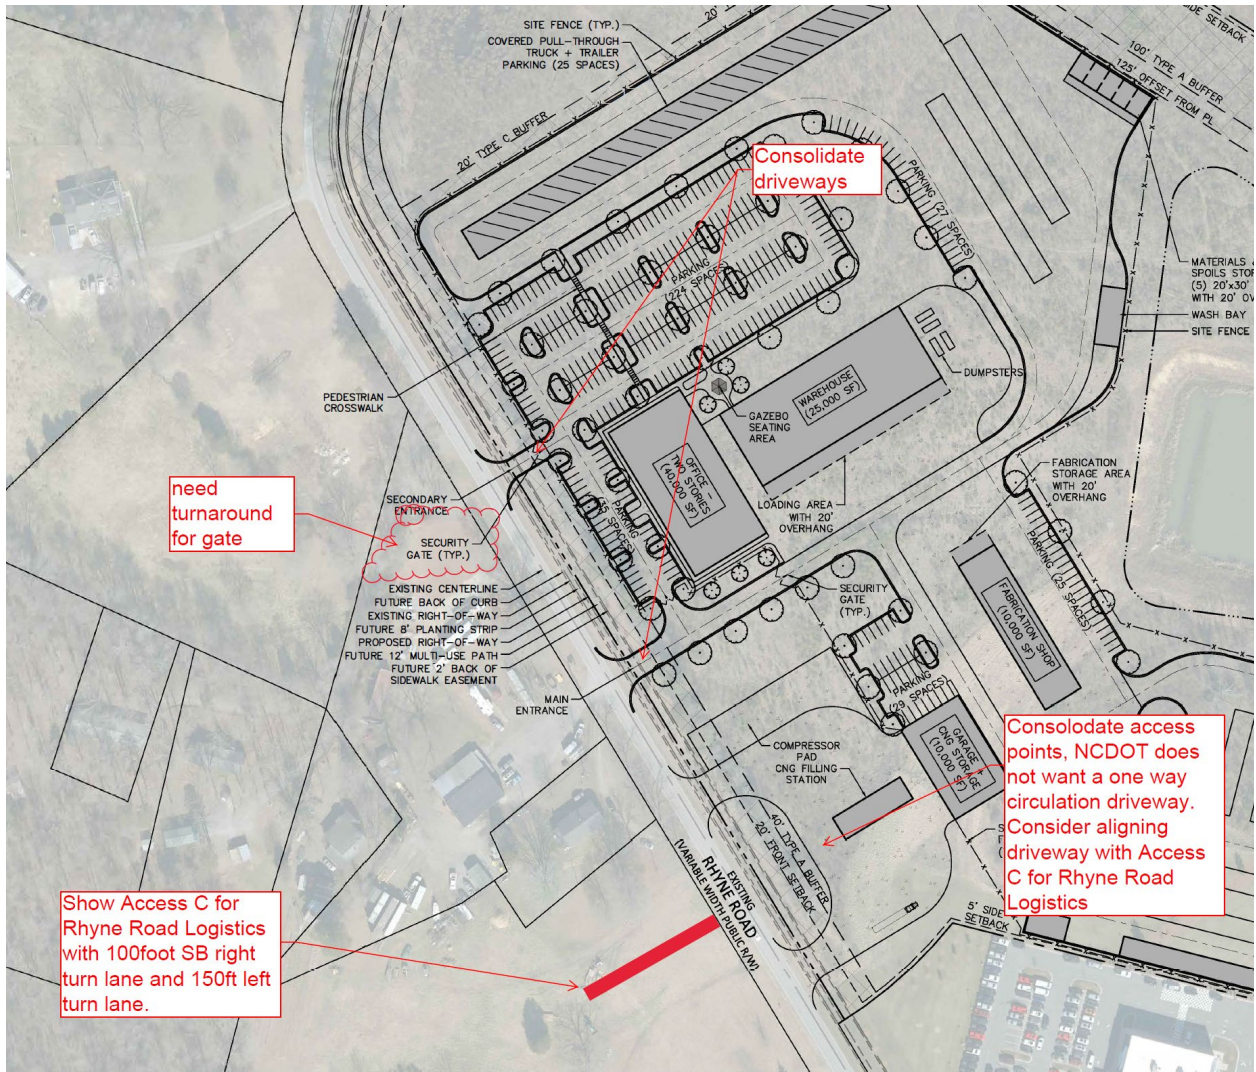 SITE FENCE (TYP.)
COVERED PULL-THROUGH
TRUCK + TRAILER
PARKING (25 SPACES)
20'
SETBACK
100' TYPE A BUFFER
125' OFFSET FROM PL
20' TYPE C BUFFER
Consolidate
driveways
PARKING (27 SPACES)
PARKING
(224 SPACES)
MATERIALS
SPOILS
(5) 20'x30'
WITH 20'
WASH BAY
SITE FENCE
DUMPSTERS
WAREHOUSE
(25,000 SF)
PEDESTRIAN
CROSSWALK
GAZEBO
SEATING
AREA
OFFICE -
TWO STORIES
(40,000 SF)
FABRICATION
STORAGE AREA
WITH 20'
OVERHANG
need
turnaround
for gate
SECONDARY
ENTRANCE
SECURITY
GATE (TYP.)
PARKING
SPACES)
LOADING AREA
WITH 20'
OVERHANG
PARKING (25 SPACES)
EXISTING CENTERLINE
FUTURE BACK OF CURB
EXISTING RIGHT-OF-WAY
FUTURE 8' PLANTING STRIP
PROPOSED RIGHT-OF-WAY
FUTURE 12' MULTI-USE PATH
FUTURE 2' BACK OF
SIDEWALK EASEMENT
SECURITY
GATE
(TYP.)
FABRICATION SHOP
(10,000 SF)
MAIN
ENTRANCE
PARKING
(29 SPACES)
COMPRESSOR
PAD
CNG FILLING
STATION
GARAGE +
CNG STORAGE
(10,000 SF)
Consolodate access
points, NCDOT does
not want a one way
circulation driveway.
Consider aligning
driveway with Access
C for Rhyne Road
Logistics
40' TYPE A BUFFER
20' FRONT SETBACK
EXISTING
RHYNE ROAD
(VARIABLE WIDTH PUBLIC R/W)
5' SIDE
SETBACK
Show Access C for
Rhyne Road Logistics
with 100foot SB right
turn lane and 150ft left
turn lane.